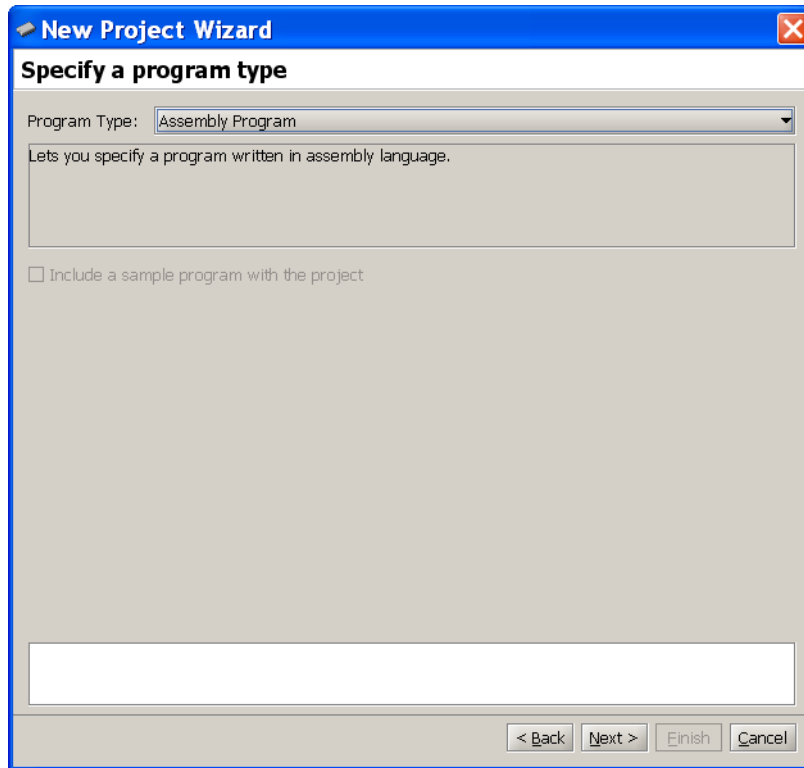 New Project Wizard
Specify a program type
Program Type: Assembly Program
Lets you specify a program written in assembly language.
Include a sample program with the project
< Back Next > Finish Cancel